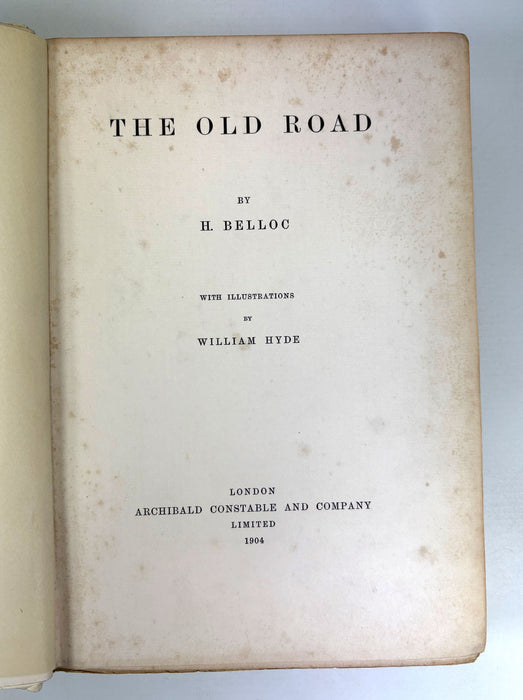 THE OLD ROAD
BY
H. BELLOC
WITH ILLUSTRATIONS
BY
WILLIAM HYDE
LONDON
ARCHIBALD CONSTABLE AND COMPANY
LIMITED
1904